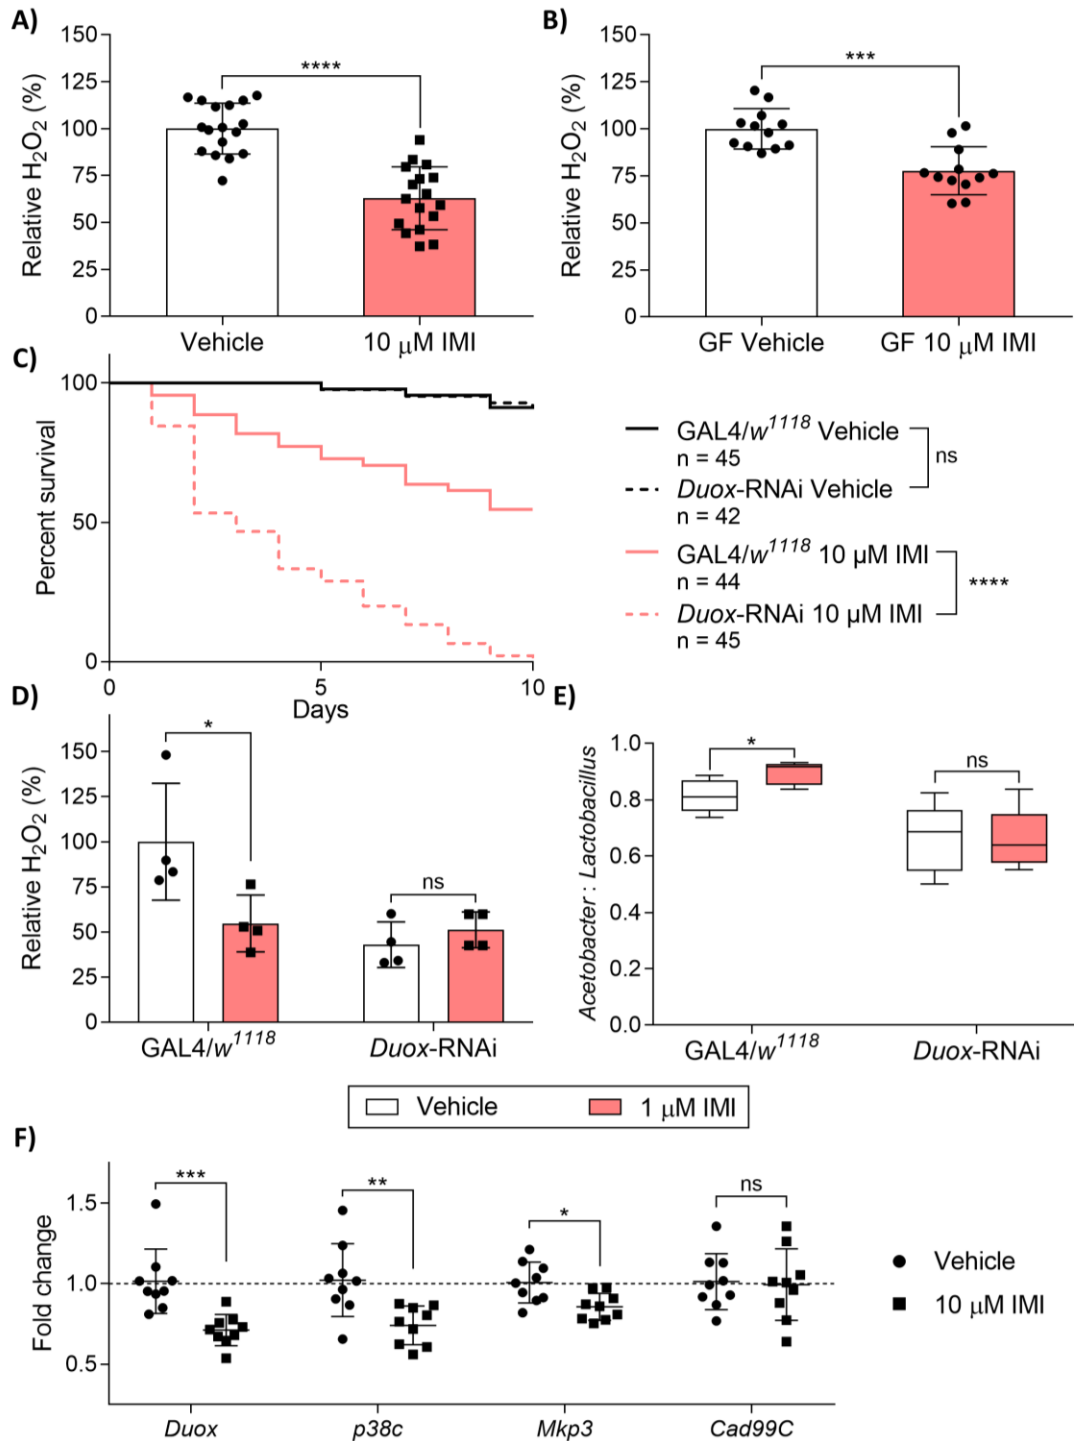 A)
150
125
100
75
50
25
0
Relative H₂O₂ (%)
****
Vehicle
10 μM IMI
B)
150
125
100
75
50
25
0
Relative H₂O₂ (%)
***
GF Vehicle
GF 10 μM IMI
C)
100
50
0
Percent survival
0
5
10
Days
GAL4/w¹¹¹⁸ Vehicle
n = 45
Duox-RNAi Vehicle
n = 42
ns
GAL4/w¹¹¹⁸ 10 μM IMI
n = 44
Duox-RNAi 10 μM IMI
n = 45
****
D)
150
125
100
75
50
25
0
Relative H₂O₂ (%)
*
ns
GAL4/w¹¹¹⁸
Duox-RNAi
E)
1.0
0.8
0.6
0.4
0.2
0.0
Acetobacter : Lactobacillus
*
ns
GAL4/w¹¹¹⁸
Duox-RNAi
Vehicle
1 μM IMI
F)
1.5
1.0
0.5
Fold change
***
**
*
ns
Duox
p38c
Mkp3
Cad99C
Vehicle
10 μM IMI